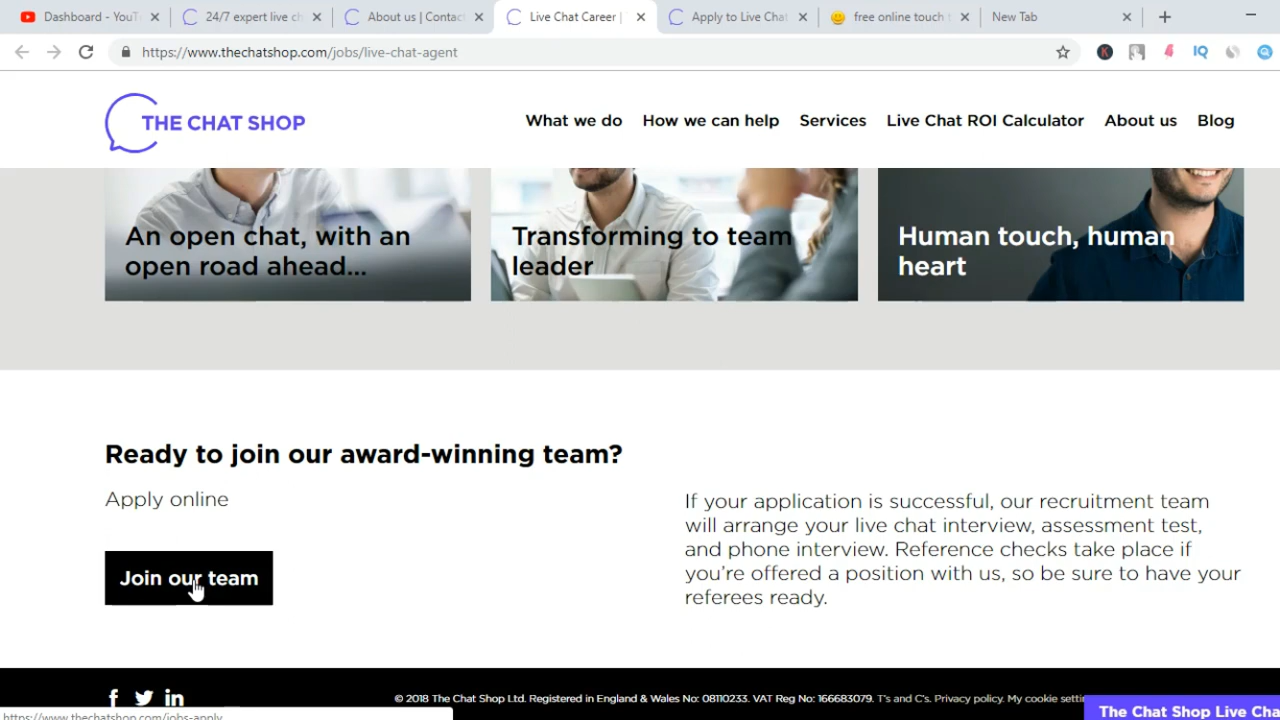 Dashboard - YouT
24/7 expert live ch
About us | Contac
Live Chat Career |
Apply to Live Chat
free online touch t
New Tab
https://www.thechatshop.com/jobs/live-chat-agent
THE CHAT SHOP
What we do
How we can help
Services
Live Chat ROI Calculator
About us
Blog
An open chat, with an
open road ahead...
Transforming to team
leader
Human touch, human
heart
Ready to join our award-winning team?
Apply online
Join our team
If your application is successful, our recruitment team
will arrange your live chat interview, assessment test,
and phone interview. Reference checks take place if
you're offered a position with us, so be sure to have your
referees ready.
© 2018 The Chat Shop Ltd. Registered in England & Wales No: 08110233. VAT Reg No: 166683079. T's and C's. Privacy policy. My cookie settin
The Chat Shop Live Cha
https://www.thechatshop.com/jobs-apply